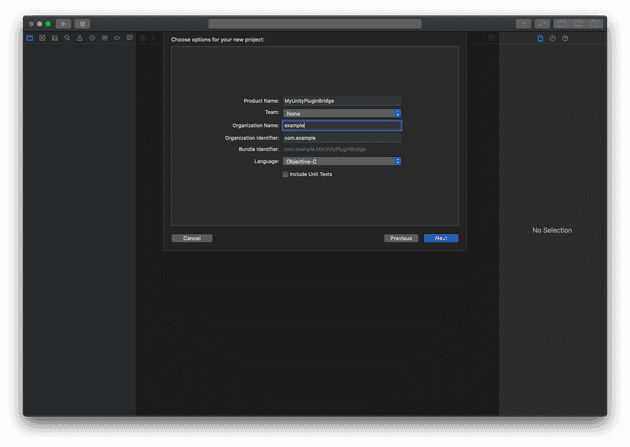 Choose options for your new project:
Product Name: MyUnityPluginBridge
Team: None
Organization Name: example
Organization Identifier: com.example
Bundle Identifier: com.example.MyUnityPluginBridge
Language: Objective-C
Include Unit Tests
Cancel Previous Next
No Selection